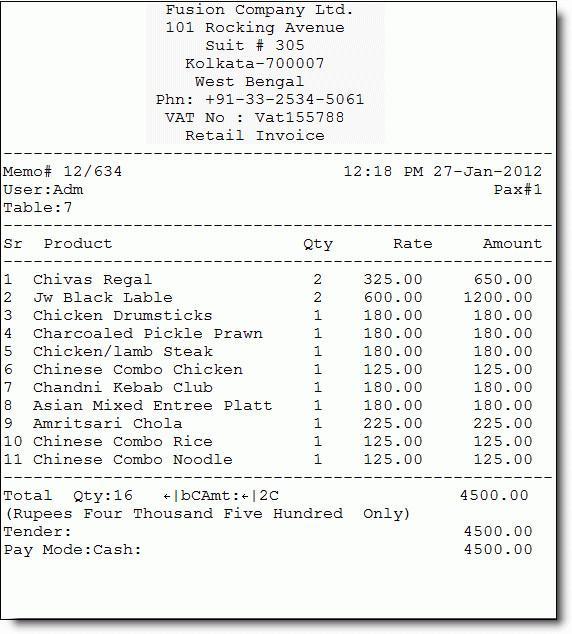 Fusion Company Ltd.
101 Rocking Avenue
Suit # 305
Kolkata-700007
West Bengal
Phn: +91-33-2534-5061
VAT No : Vat155788
Retail Invoice
Memo# 12/634 12:18 PM 27-Jan-2012
User:Adm Pax#1
Table:7
Sr Product Qty Rate Amount
1 Chivas Regal 2 325.00 650.00
2 Jw Black Lable 2 600.00 1200.00
3 Chicken Drumsticks 1 180.00 180.00
4 Charcoaled Pickle Prawn 1 180.00 180.00
5 Chicken/lamb Steak 1 180.00 180.00
6 Chinese Combo Chicken 1 125.00 125.00
7 Chandni Kebab Club 1 180.00 180.00
8 Asian Mixed Entree Platt 1 180.00 180.00
9 Amritsari Chola 1 225.00 225.00
10 Chinese Combo Rice 1 125.00 125.00
11 Chinese Combo Noodle 1 125.00 125.00
Total Qty:16 ←|bCAmt:←|2C 4500.00
(Rupees Four Thousand Five Hundred Only)
Tender: 4500.00
Pay Mode:Cash: 4500.00